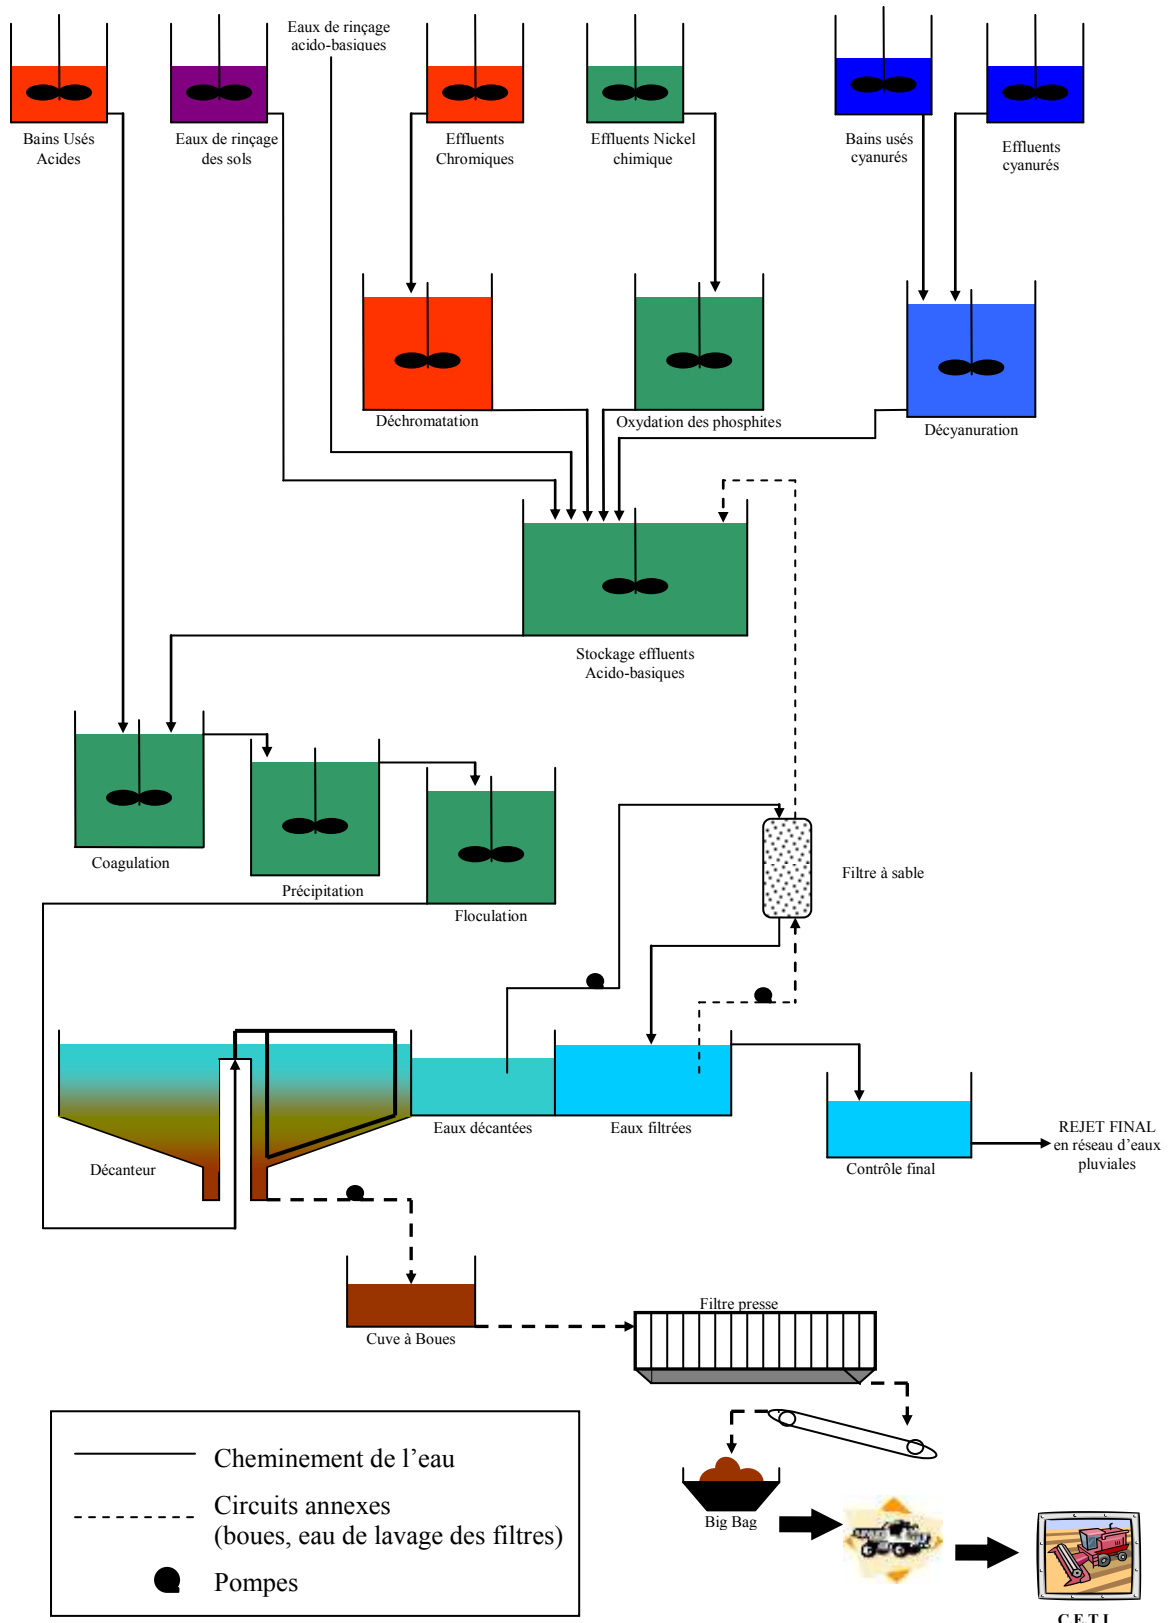 Eaux de rinçage
acido-basiques
Bains Usés
Acides
Eaux de rinçage
des sols
Effluents
Chromiques
Effluents Nickel
chimique
Bains usés
cyanurés
Effluents
cyanurés
Déchromatation
Oxydation des phosphites
Décyanuration
Stockage effluents
Acido-basiques
Coagulation
Précipitation
Floculation
Filtre à sable
Décanteur
Eaux décantées
Eaux filtrées
Contrôle final
REJET FINAL
en réseau d'eaux
pluviales
Cuve à Boues
Filtre presse
Big Bag
C.E.T.I.
Cheminement de l'eau
Circuits annexes
(boues, eau de lavage des filtres)
Pompes